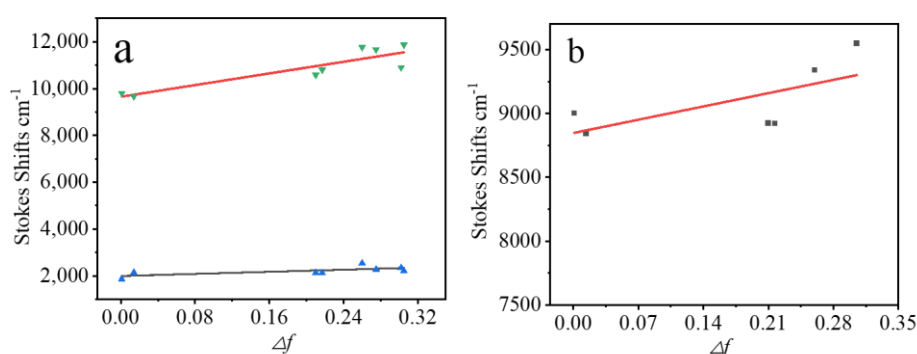 a
12,000
10,000
8,000
6,000
4,000
2,000
Stokes Shifts cm⁻¹
0.00 0.08 0.16 0.24 0.32
Δf
b
9500
9000
8500
8000
7500
Stokes Shifts cm⁻¹
0.00 0.07 0.14 0.21 0.28 0.35
Δf